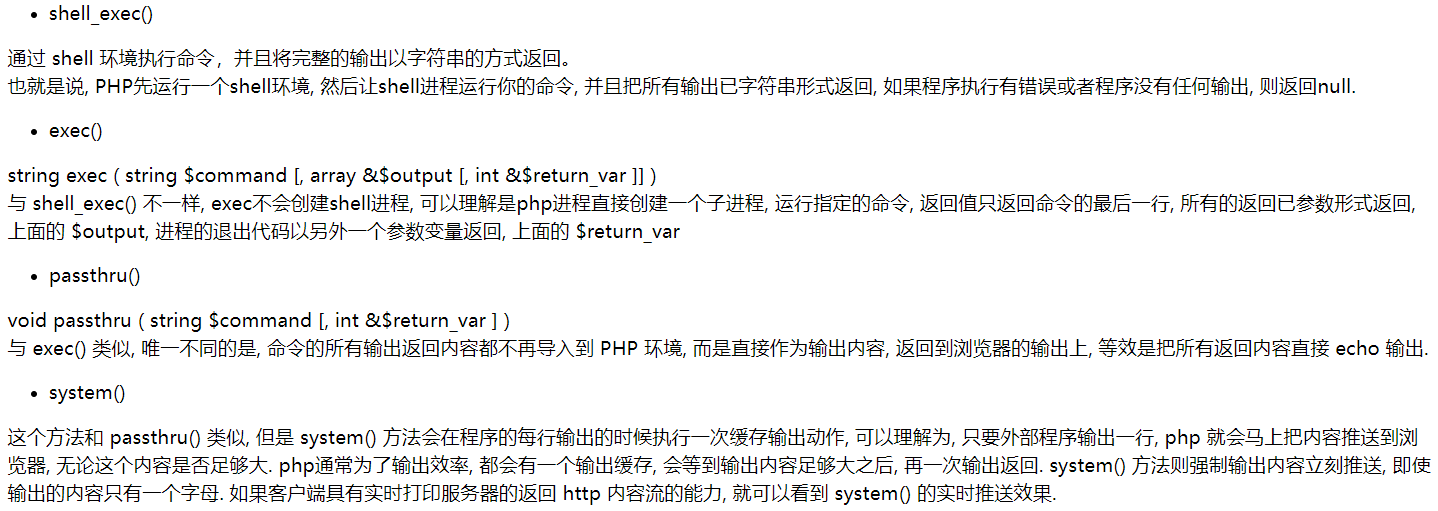 • shell_exec()
通过 shell 环境执行命令，并且将完整的输出以字符串的方式返回。
也就是说, PHP先运行一个shell环境, 然后让shell进程运行你的命令, 并且把所有输出已字符串形式返回, 如果程序执行有错误或者程序没有任何输出, 则返回null.
• exec()
string exec ( string $command [, array &$output [, int &$return_var ]] )
与 shell_exec() 不一样, exec不会创建shell进程, 可以理解是php进程直接创建一个子进程, 运行指定的命令, 返回值只返回命令的最后一行, 所有的返回已参数形式返回,
上面的 $output, 进程的退出代码以另外一个参数变量返回, 上面的 $return_var
• passthru()
void passthru ( string $command [, int &$return_var ] )
与 exec() 类似, 唯一不同的是, 命令的所有输出返回内容都不再导入到 PHP 环境, 而是直接作为输出内容, 返回到浏览器的输出上, 等效是把所有返回内容直接 echo 输出.
• system()
这个方法和 passthru() 类似, 但是 system() 方法会在程序的每行输出的时候执行一次缓存输出动作, 可以理解为, 只要外部程序输出一行, php 就会马上把内容推送到浏
览器, 无论这个内容是否足够大. php通常为了输出效率, 都会有一个输出缓存, 会等到输出内容足够大之后, 再一次输出返回. system() 方法则强制输出内容立刻推送, 即使
输出的内容只有一个字母. 如果客户端具有实时打印服务器的返回 http 内容流的能力, 就可以看到 system() 的实时推送效果.